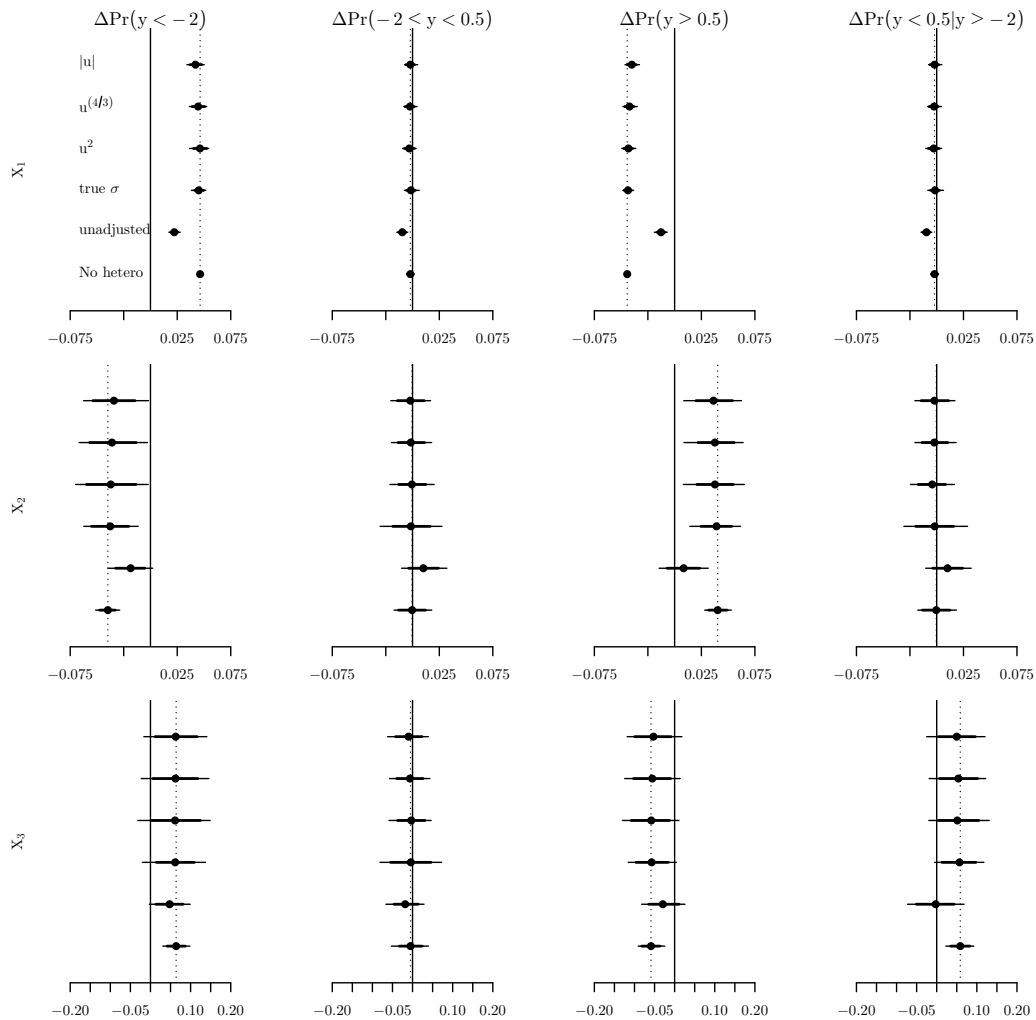 ΔPr(y < −2) ΔPr(−2 < y < 0.5) ΔPr(y > 0.5) ΔPr(y < 0.5|y > −2)
X₁
|u|
u^(4/3)
u²
true σ
unadjusted
No hetero
−0.075 0.025 0.075 −0.075 0.025 0.075 −0.075 0.025 0.075 −0.075 0.025 0.075
X₂
−0.075 0.025 0.075 −0.075 0.025 0.075 −0.075 0.025 0.075 −0.075 0.025 0.075
X₃
−0.20 −0.05 0.10 0.20 −0.20 −0.05 0.10 0.20 −0.20 −0.05 0.10 0.20 −0.20 −0.05 0.10 0.20